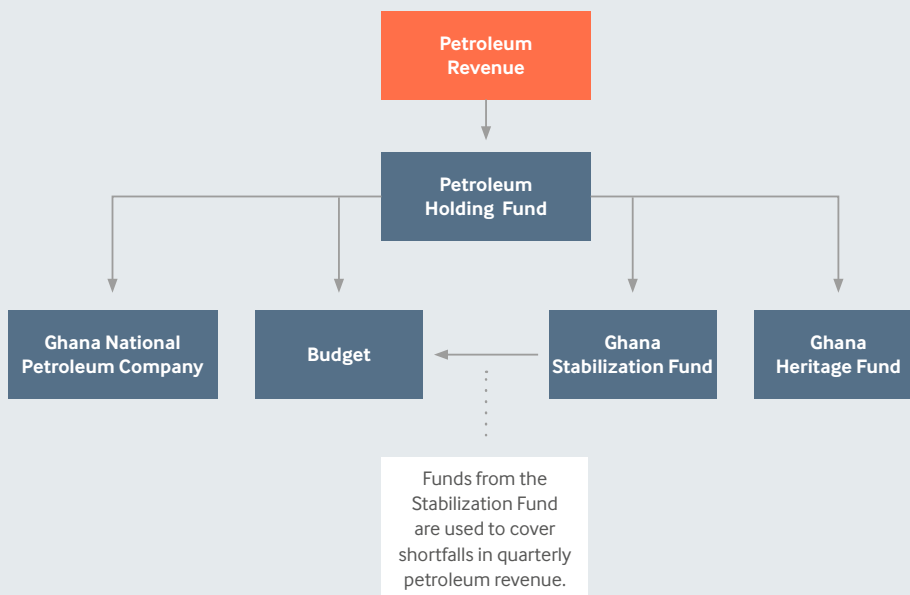 Petroleum
Revenue
Petroleum
Holding Fund
Ghana National
Petroleum Company
Budget
Ghana
Stabilization Fund
Ghana
Heritage Fund
Funds from the
Stabilization Fund
are used to cover
shortfalls in quarterly
petroleum revenue.